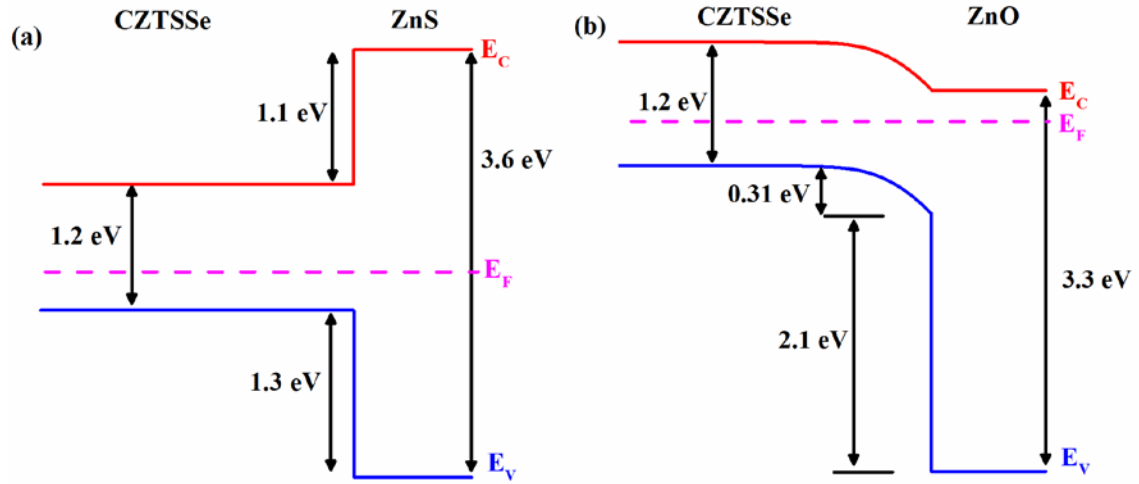 (a)
CZTSSe
ZnS
E_C
1.1 eV
3.6 eV
1.2 eV
E_F
1.3 eV
E_V
(b)
CZTSSe
ZnO
1.2 eV
E_C
E_F
0.31 eV
3.3 eV
2.1 eV
E_V